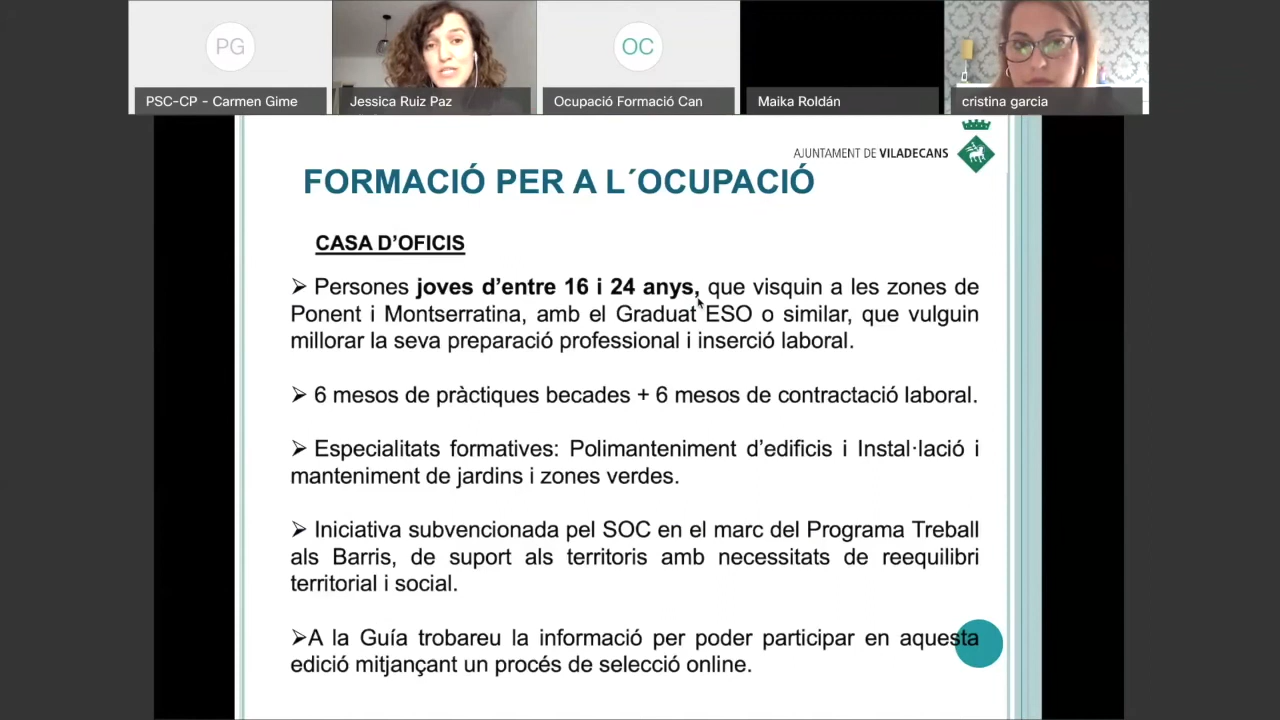 PG
OC
PSC-CP - Carmen Gime
Jessica Ruiz Paz
Ocupació Formació Can
Maika Roldán
cristina garcia
AJUNTAMENT DE VILADECANS
FORMACIÓ PER A L´OCUPACIÓ
CASA D'OFICIS
➢ Persones joves d'entre 16 i 24 anys, que visquin a les zones de
Ponent i Montserratina, amb el Graduat ESO o similar, que vulguin
millorar la seva preparació professional i inserció laboral.
➢ 6 mesos de pràctiques becades + 6 mesos de contractació laboral.
➢ Especialitats formatives: Polimanteniment d'edificis i Instal·lació i
manteniment de jardins i zones verdes.
➢ Iniciativa subvencionada pel SOC en el marc del Programa Treball
als Barris, de suport als territoris amb necessitats de reequilibri
territorial i social.
➢A la Guía trobareu la informació per poder participar en aquesta
edició mitjançant un procés de selecció online.